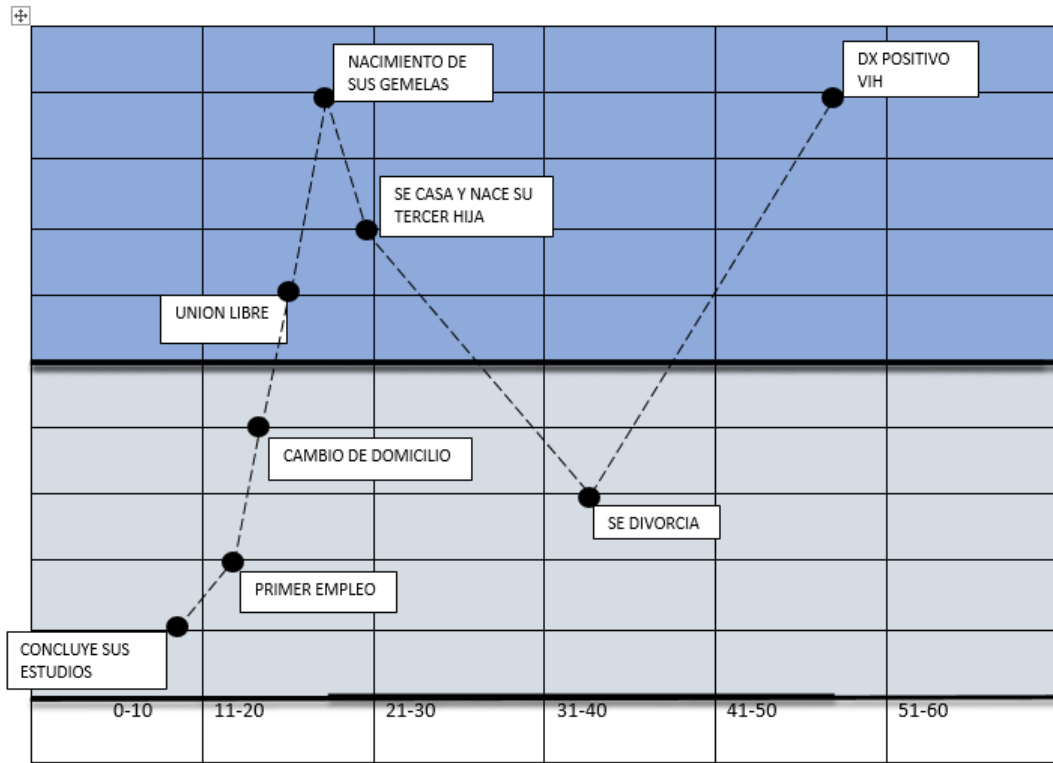 NACIMIENTO DE
SUS GEMELAS
DX POSITIVO
VIH
SE CASA Y NACE SU
TERCER HIJA
UNION LIBRE
CAMBIO DE DOMICILIO
SE DIVORCIA
PRIMER EMPLEO
CONCLUYE SUS
ESTUDIOS
0-10 11-20 21-30 31-40 41-50 51-60